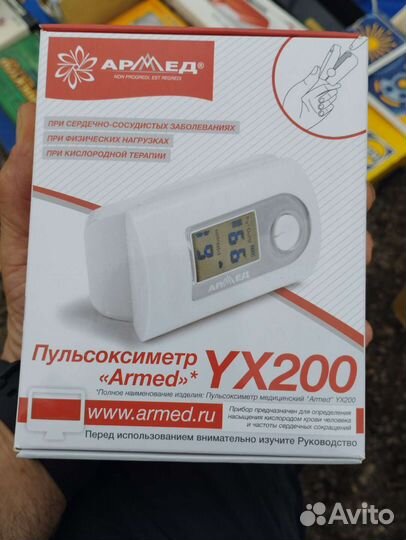 АРМЕД®
NON PROGREDI, EST REGREDI
ПРИ СЕРДЕЧНО-СОСУДИСТЫХ ЗАБОЛЕВАНИЯХ
ПРИ ФИЗИЧЕСКИХ НАГРУЗКАХ
ПРИ КИСЛОРОДНОЙ ТЕРАПИИ
АРМЕД
Пульсоксиметр
«Armed»*
YX200
*Полное наименование изделия: Пульсоксиметр медицинский "Armed" YX200
www.armed.ru
Прибор предназначен для определения
насыщения кислородом крови человека
и частоты сердечных сокращений
Перед использованием внимательно изучите Руководство
Avito